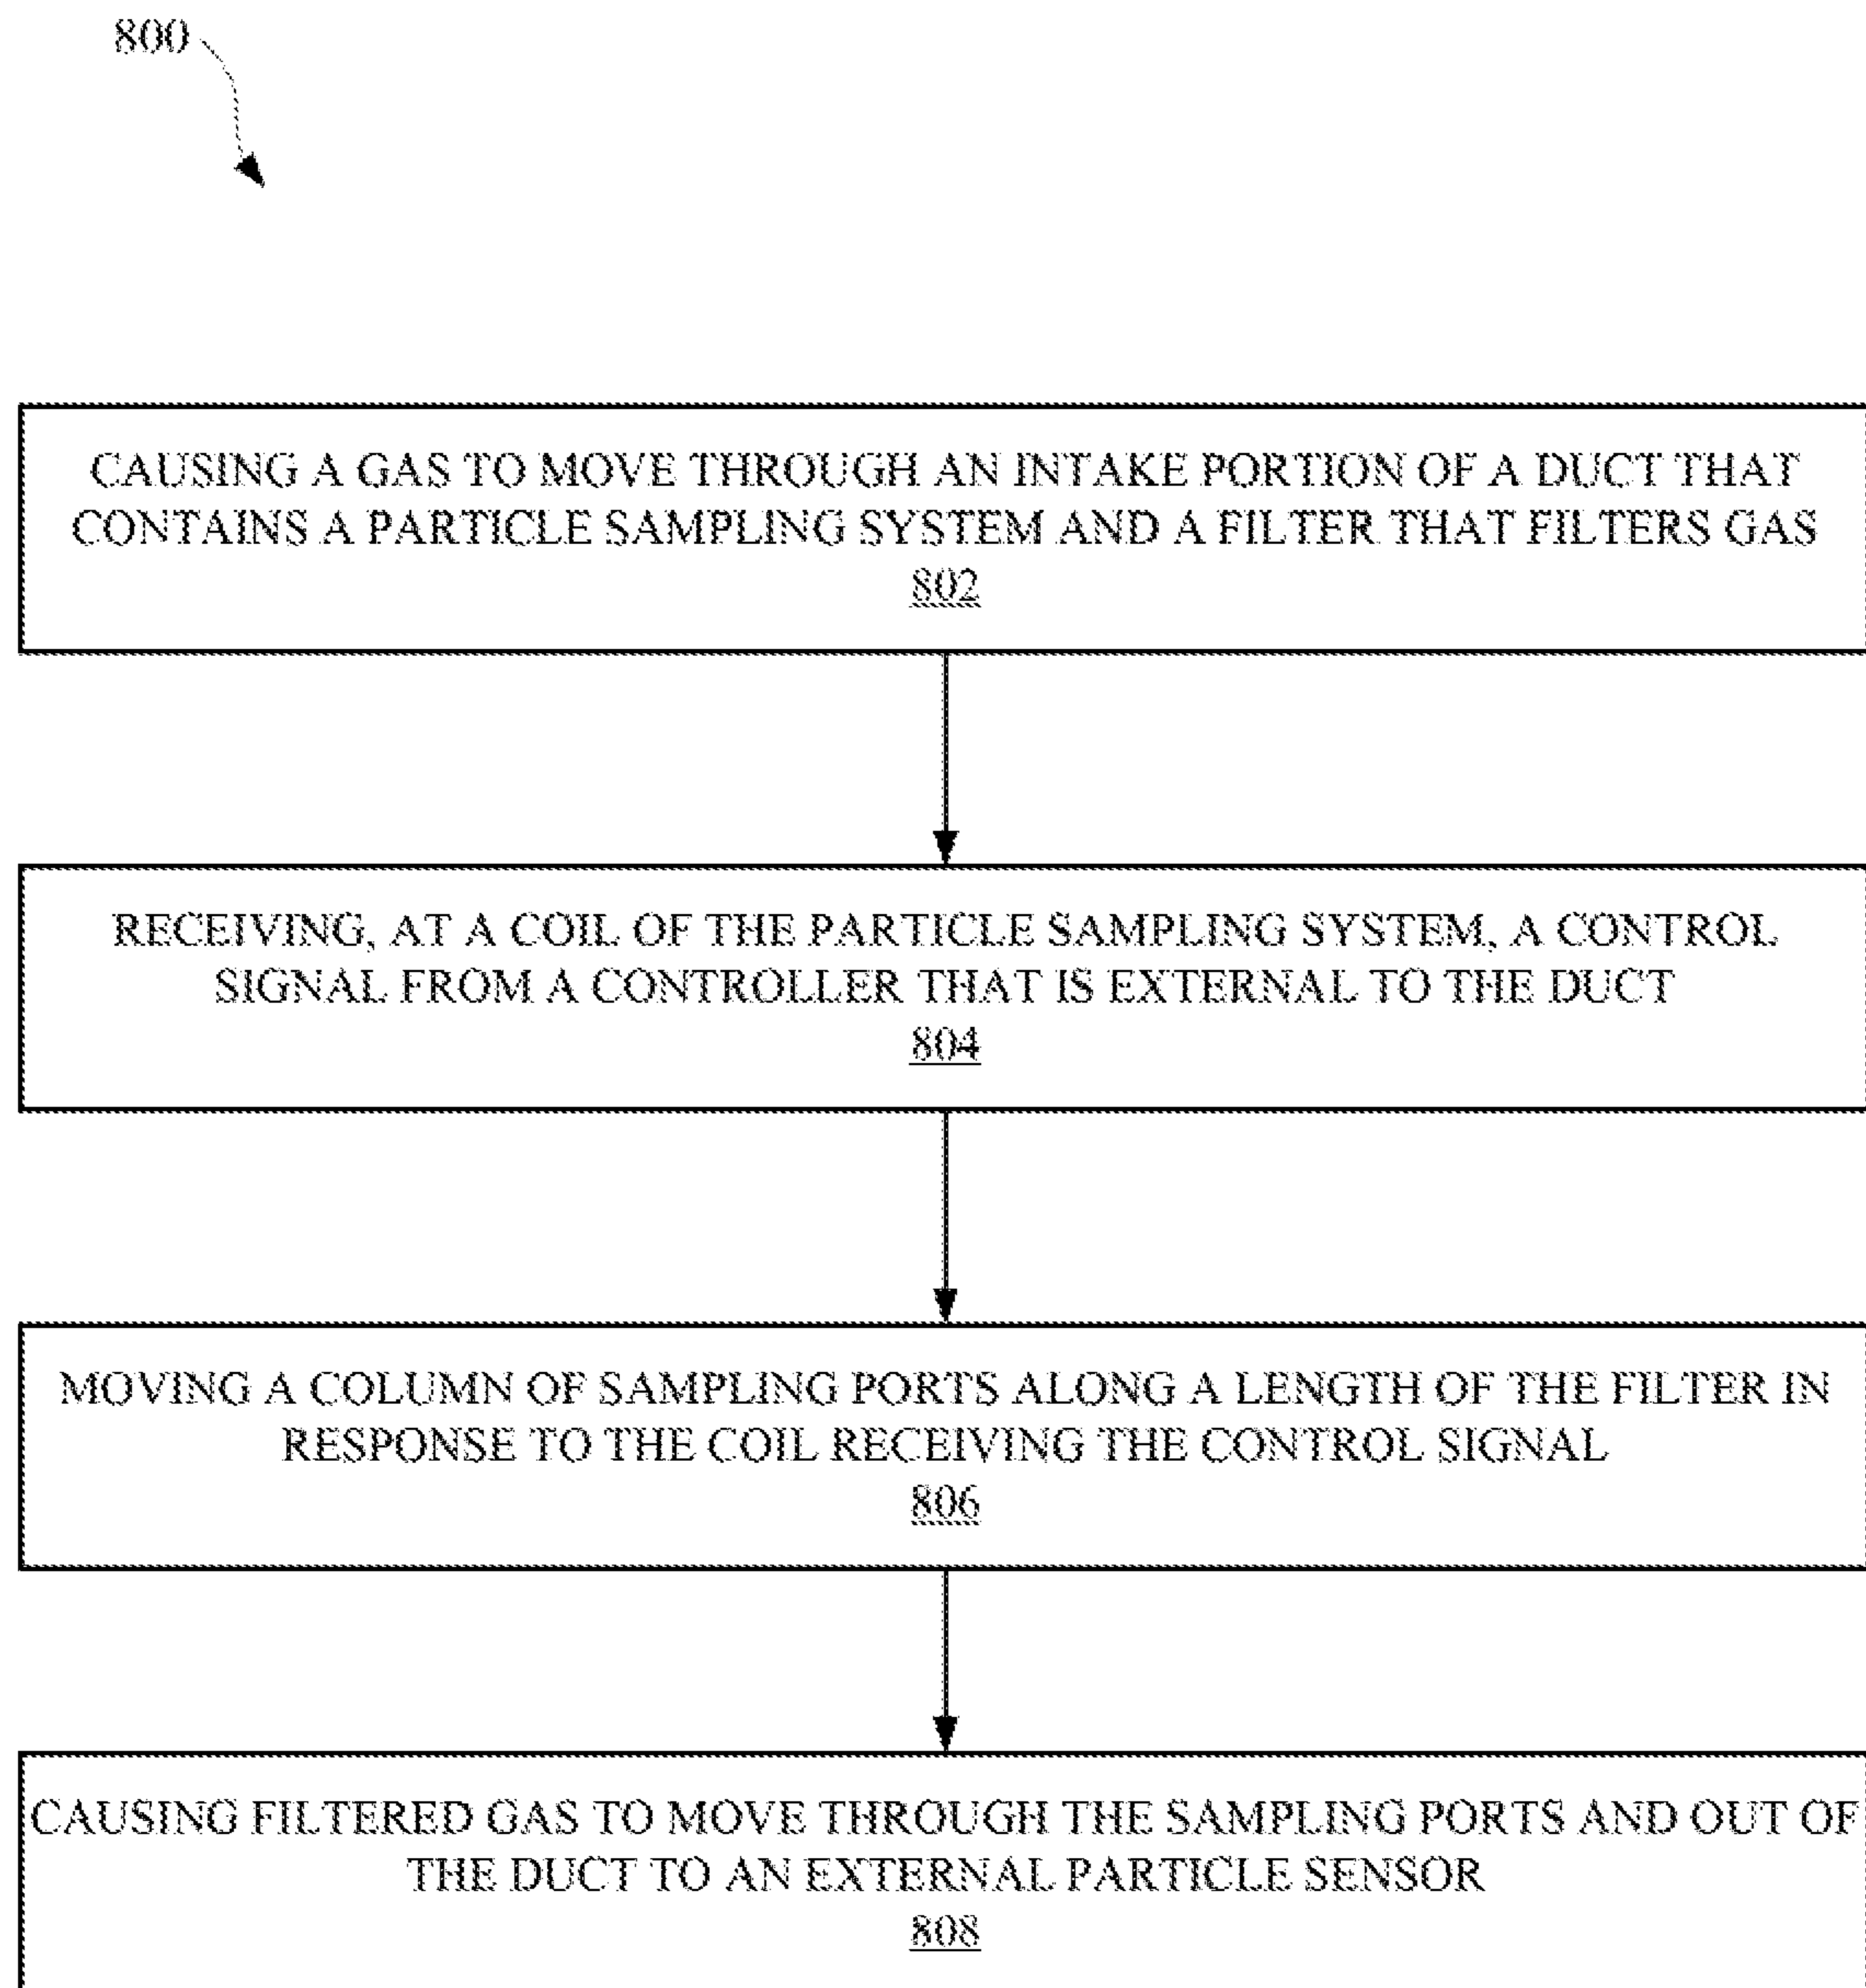 800
CAUSING A GAS TO MOVE THROUGH AN INTAKE PORTION OF A DUCT THAT
CONTAINS A PARTICLE SAMPLING SYSTEM AND A FILTER THAT FILTERS GAS
802
RECEIVING, AT A COIL OF THE PARTICLE SAMPLING SYSTEM, A CONTROL
SIGNAL FROM A CONTROLLER THAT IS EXTERNAL TO THE DUCT
804
MOVING A COLUMN OF SAMPLING PORTS ALONG A LENGTH OF THE FILTER IN
RESPONSE TO THE COIL RECEIVING THE CONTROL SIGNAL
806
CAUSING FILTERED GAS TO MOVE THROUGH THE SAMPLING PORTS AND OUT OF
THE DUCT TO AN EXTERNAL PARTICLE SENSOR
808